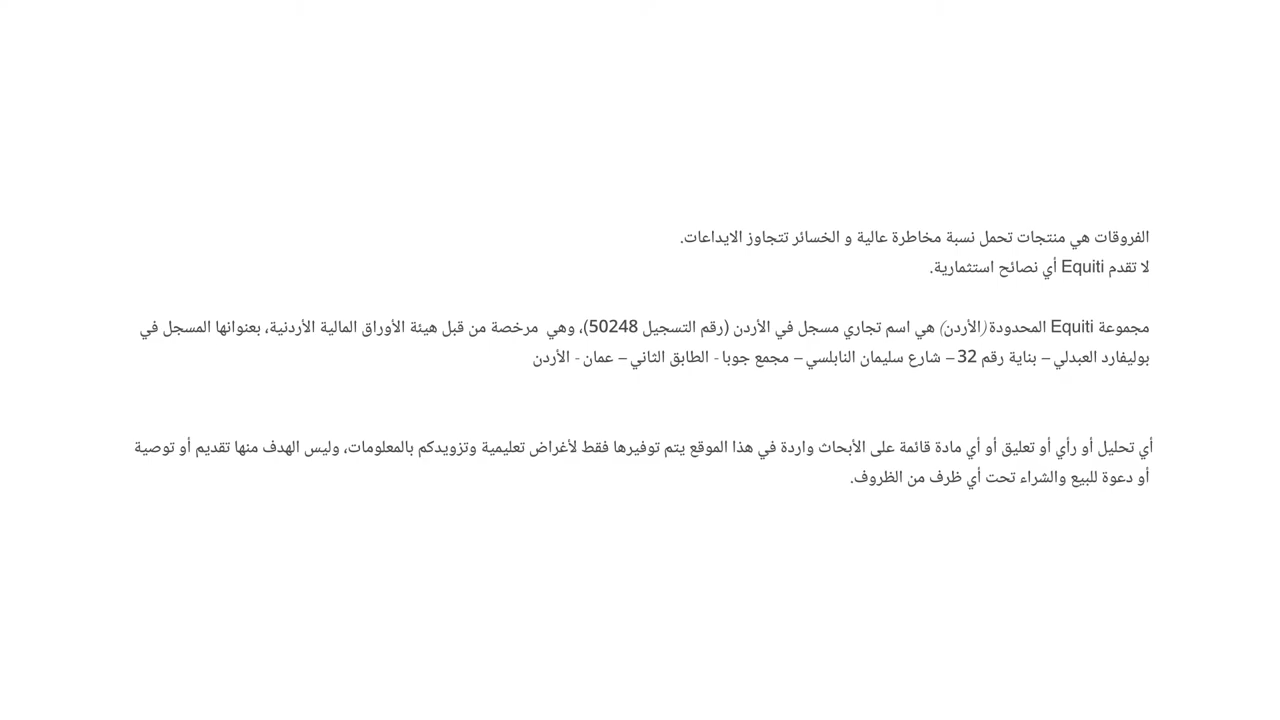 الفروقات هي منتجات تحمل نسبة مخاطرة عالية و الخسائر تتجاوز الايداعات.
لا تقدم Equiti أي نصائح استثمارية.
مجموعة Equiti المحدودة (الأردن) هي اسم تجاري مسجل في الأردن (رقم التسجيل 50248)، وهي مرخصة من قبل هيئة الأوراق المالية الأردنية، بعنوانها المسجل في
بوليفارد العبدلي – بناية رقم 32 – شارع سليمان النابلسي – مجمع جوبا - الطابق الثاني – عمان - الأردن
أي تحليل أو رأي أو تعليق أو أي مادة قائمة على الأبحاث واردة في هذا الموقع يتم توفيرها فقط لأغراض تعليمية وتزويدكم بالمعلومات، وليس الهدف منها تقديم أو توصية
أو دعوة للبيع والشراء تحت أي ظرف من الظروف.